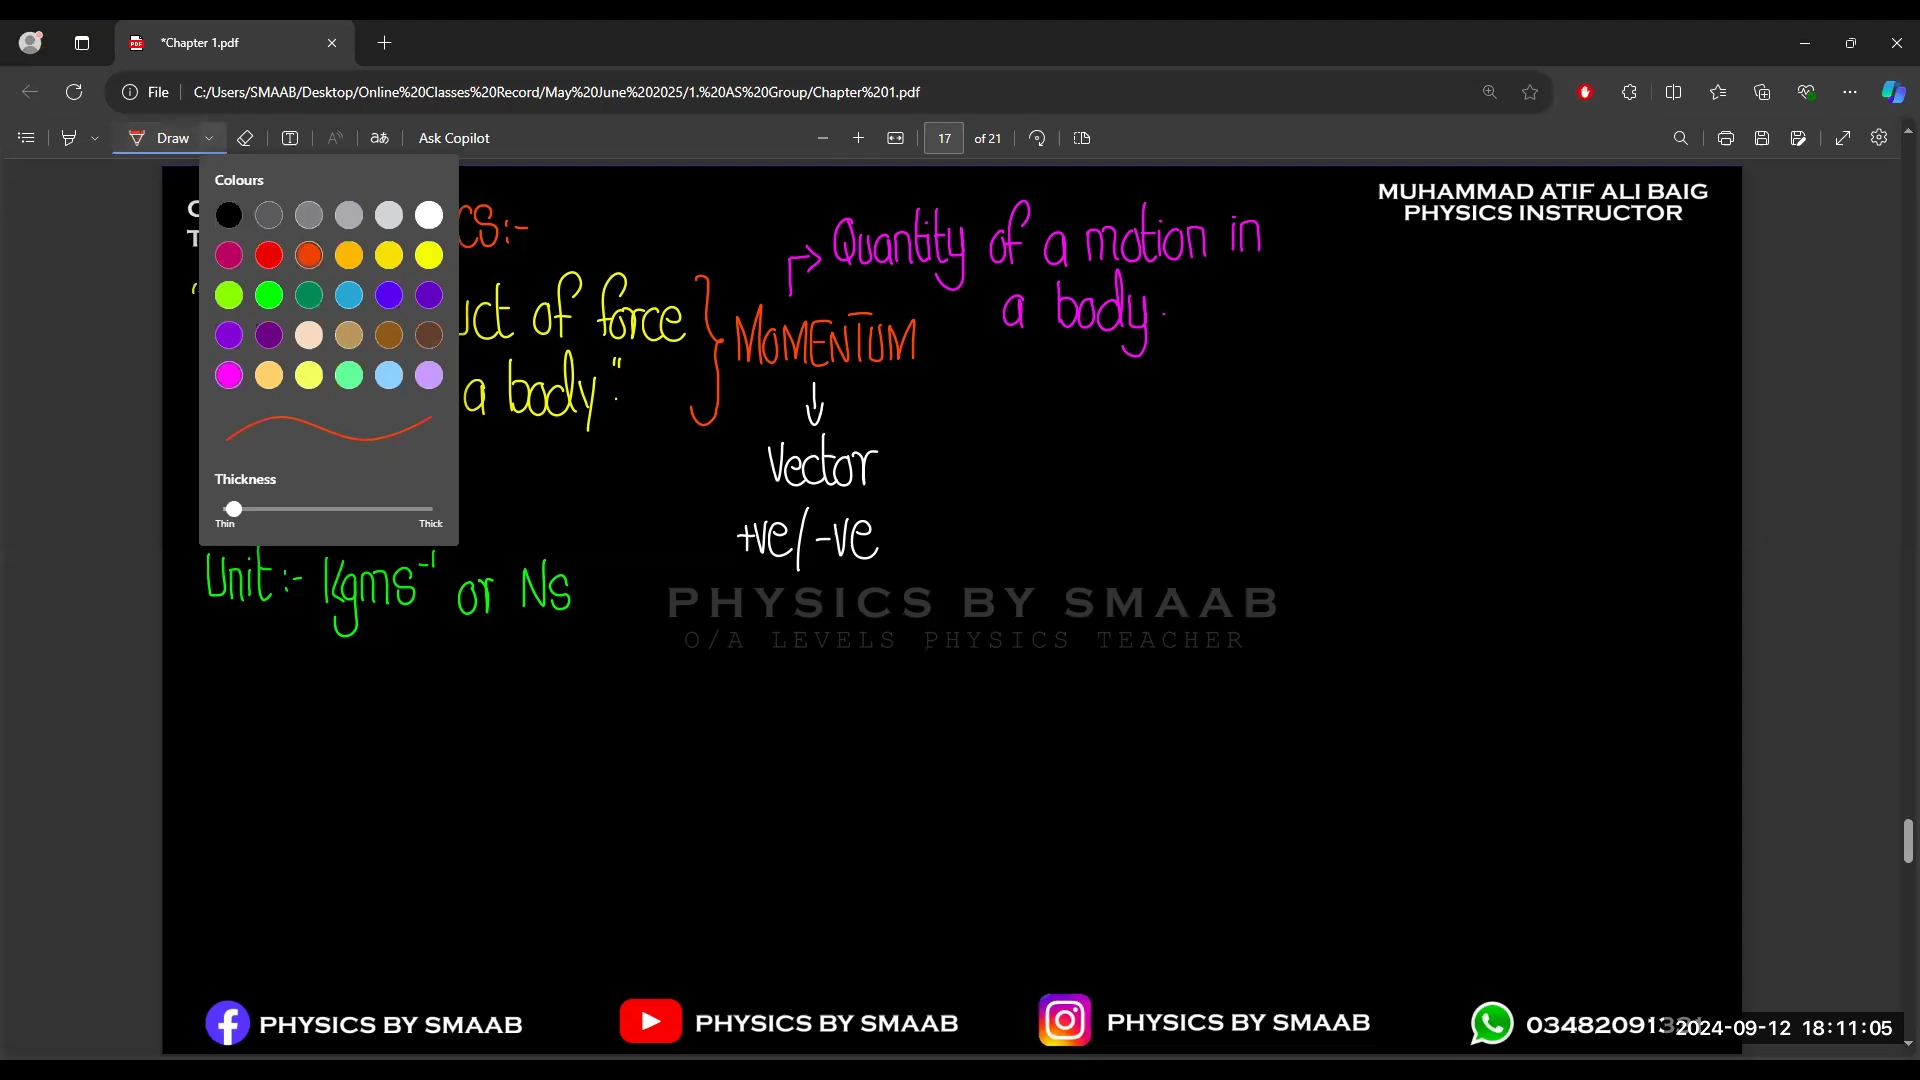 *Chapter 1.pdf
File
C:/Users/SMAAB/Desktop/Online%20Classes%20Record/May%20June%202025/1.%20AS%20Group/Chapter%201.pdf
Draw
Ask Copilot
17 of 21
Colours
Thickness
Thin
Thick
MUHAMMAD ATIF ALI BAIG
PHYSICS INSTRUCTOR
CS:-
Quantity of a motion in
a body.
uct of force
a body."
MOMENTUM
Vector
+ve/-ve
Unit:- Kgms⁻¹ or Ns
PHYSICS BY SMAAB
O/A LEVELS PHYSICS TEACHER
PHYSICS BY SMAAB
PHYSICS BY SMAAB
PHYSICS BY SMAAB
03482091
2024-09-12 18:11:05